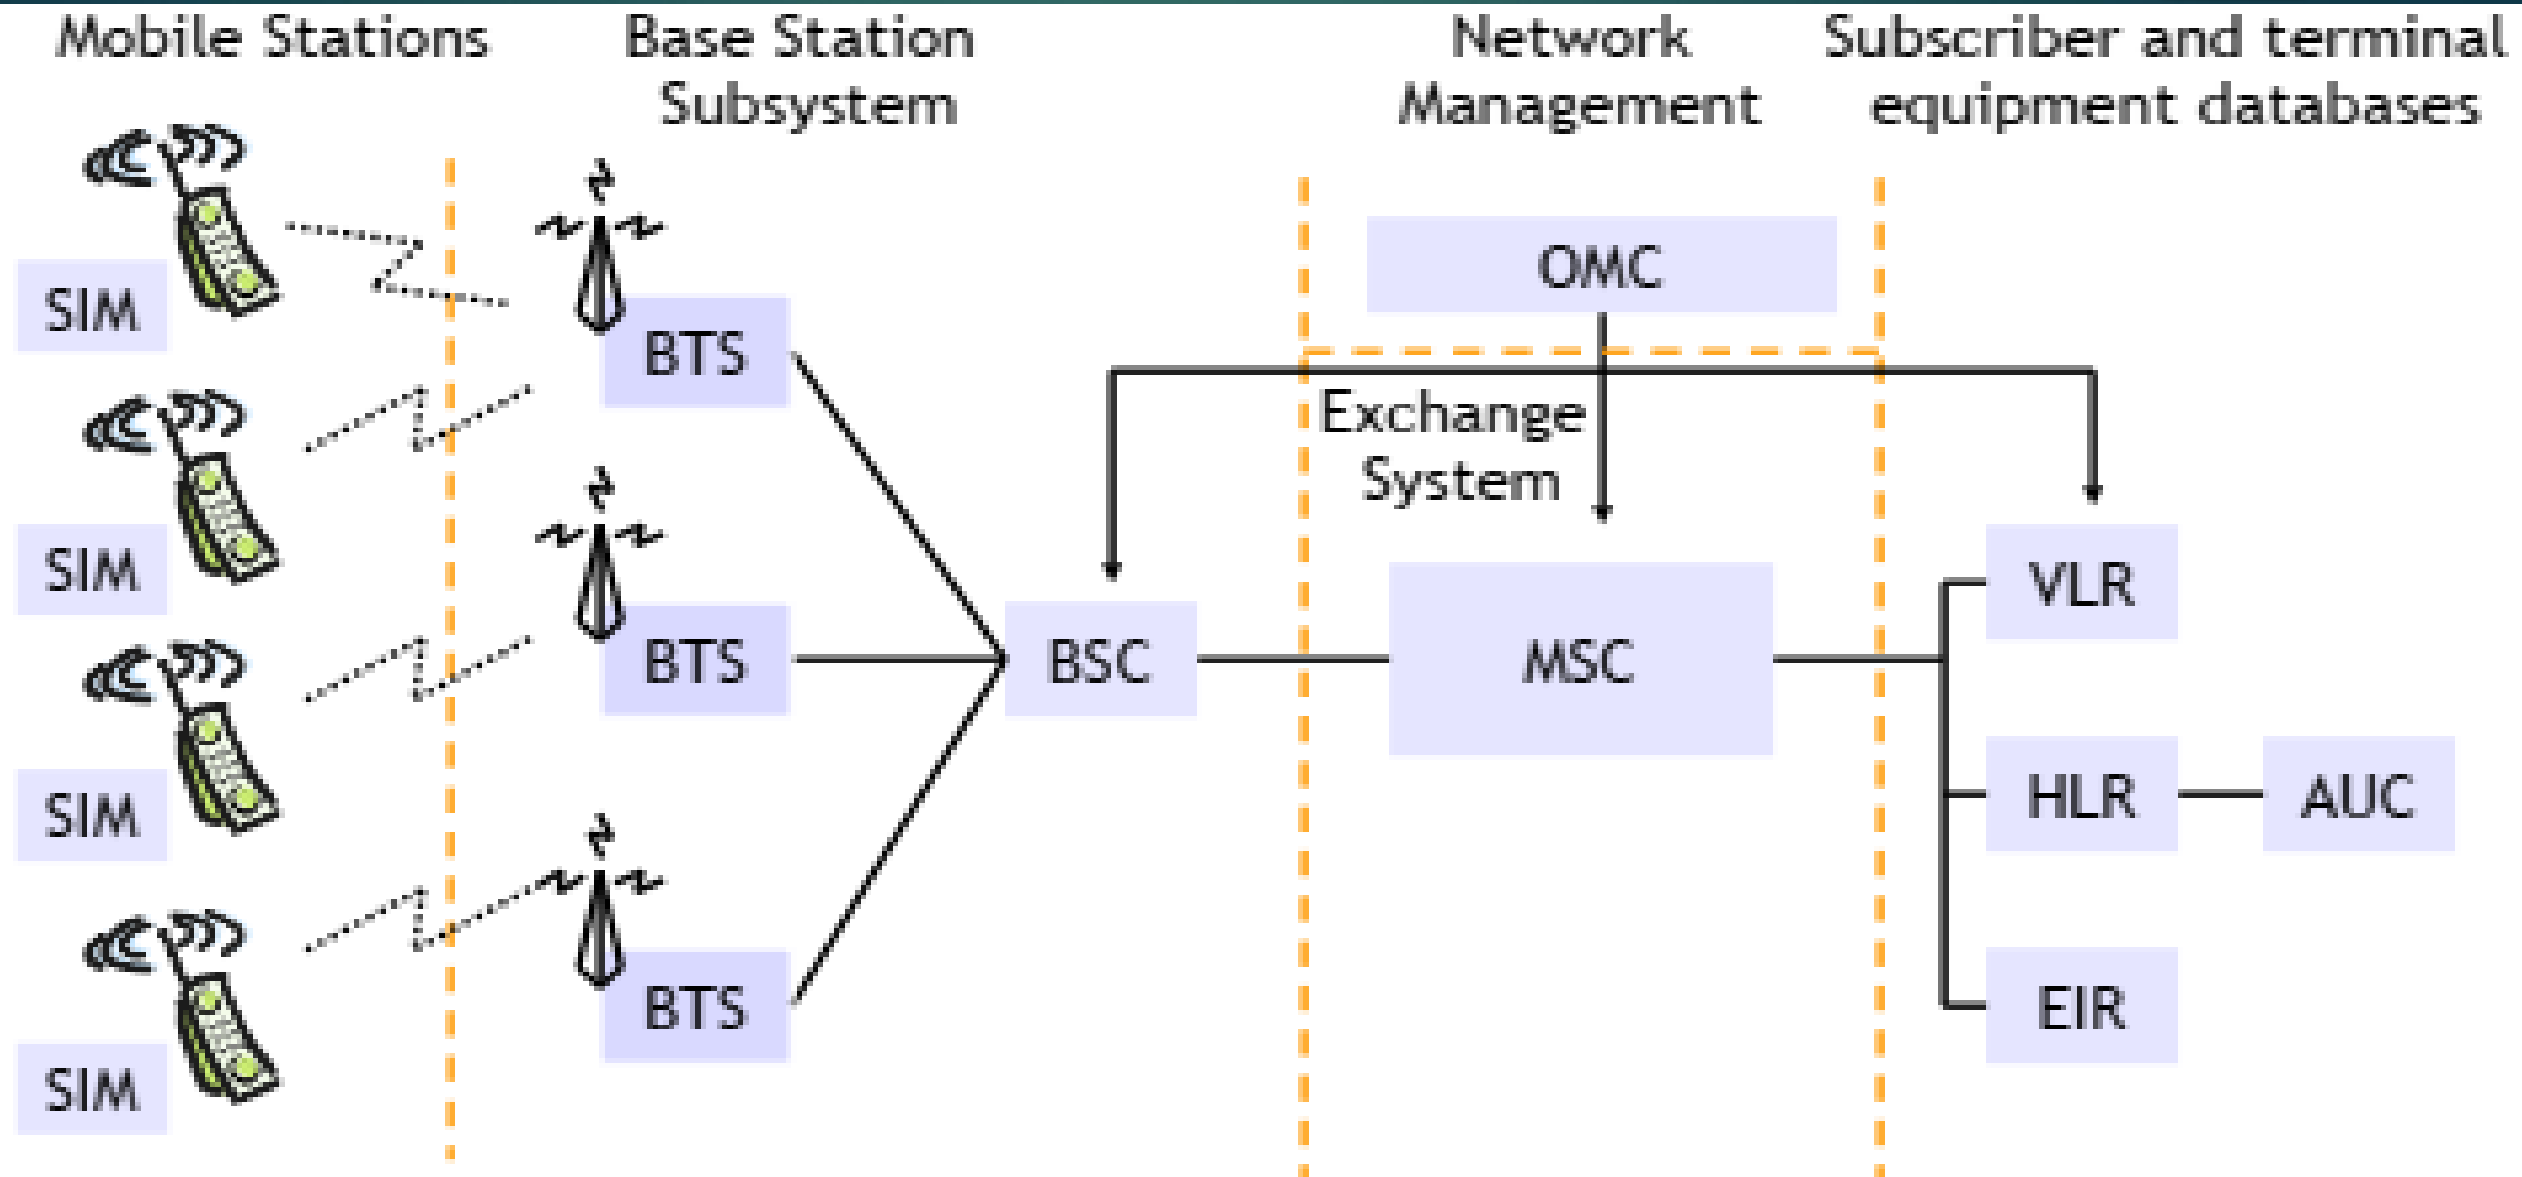 Mobile Stations
Base Station
Subsystem
Network
Management
Subscriber and terminal
equipment databases
SIM
SIM
SIM
SIM
BTS
BTS
BTS
BSC
OMC
Exchange
System
MSC
VLR
HLR
AUC
EIR